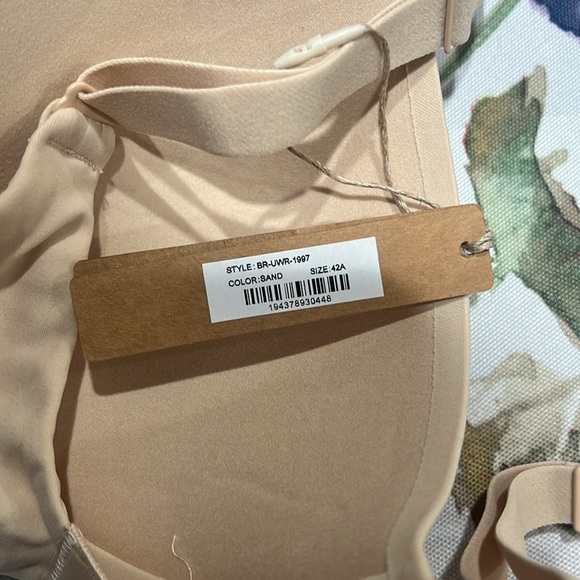 STYLE: BR-UWR-1997
COLOR:SAND SIZE:42A
194378930448